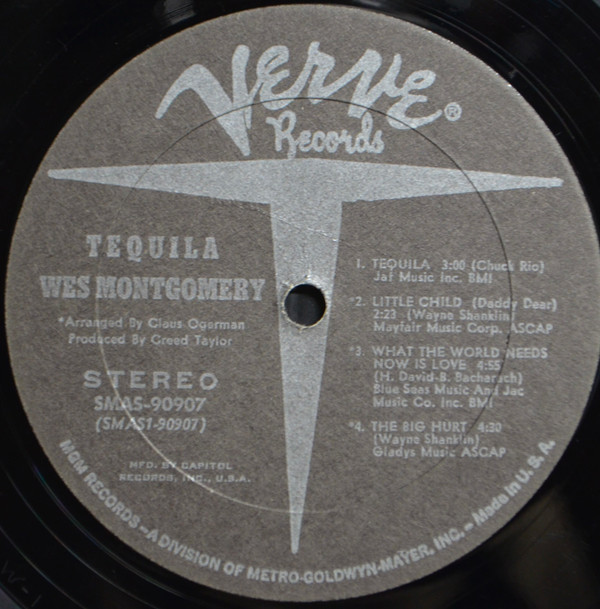 Verve®
Records
TEQUILA
WES MONTGOMERY
*Arranged By Claus Ogerman
Produced By Creed Taylor
STEREO
SMAS-90907
(SMAS1-90907)
MFD. BY CAPITOL
RECORDS, INC., U.S.A.
1. TEQUILA 3:00 (Chuck Rio)
Jat Music Inc. BMI
*2. LITTLE CHILD (Daddy Dear)
2:23 (Wayne Shanklin)
Mayfair Music Corp. ASCAP
*3. WHAT THE WORLD NEEDS
NOW IS LOVE 4:55
(H. David-B. Bacharach)
Blue Seas Music And Jac
Music Co. Inc. BMI
*4. THE BIG HURT 4:30
(Wayne Shanklin)
Gladys Music ASCAP
MGM RECORDS – A DIVISION OF METRO-GOLDWYN-MAYER, INC. – Made In U. S. A.